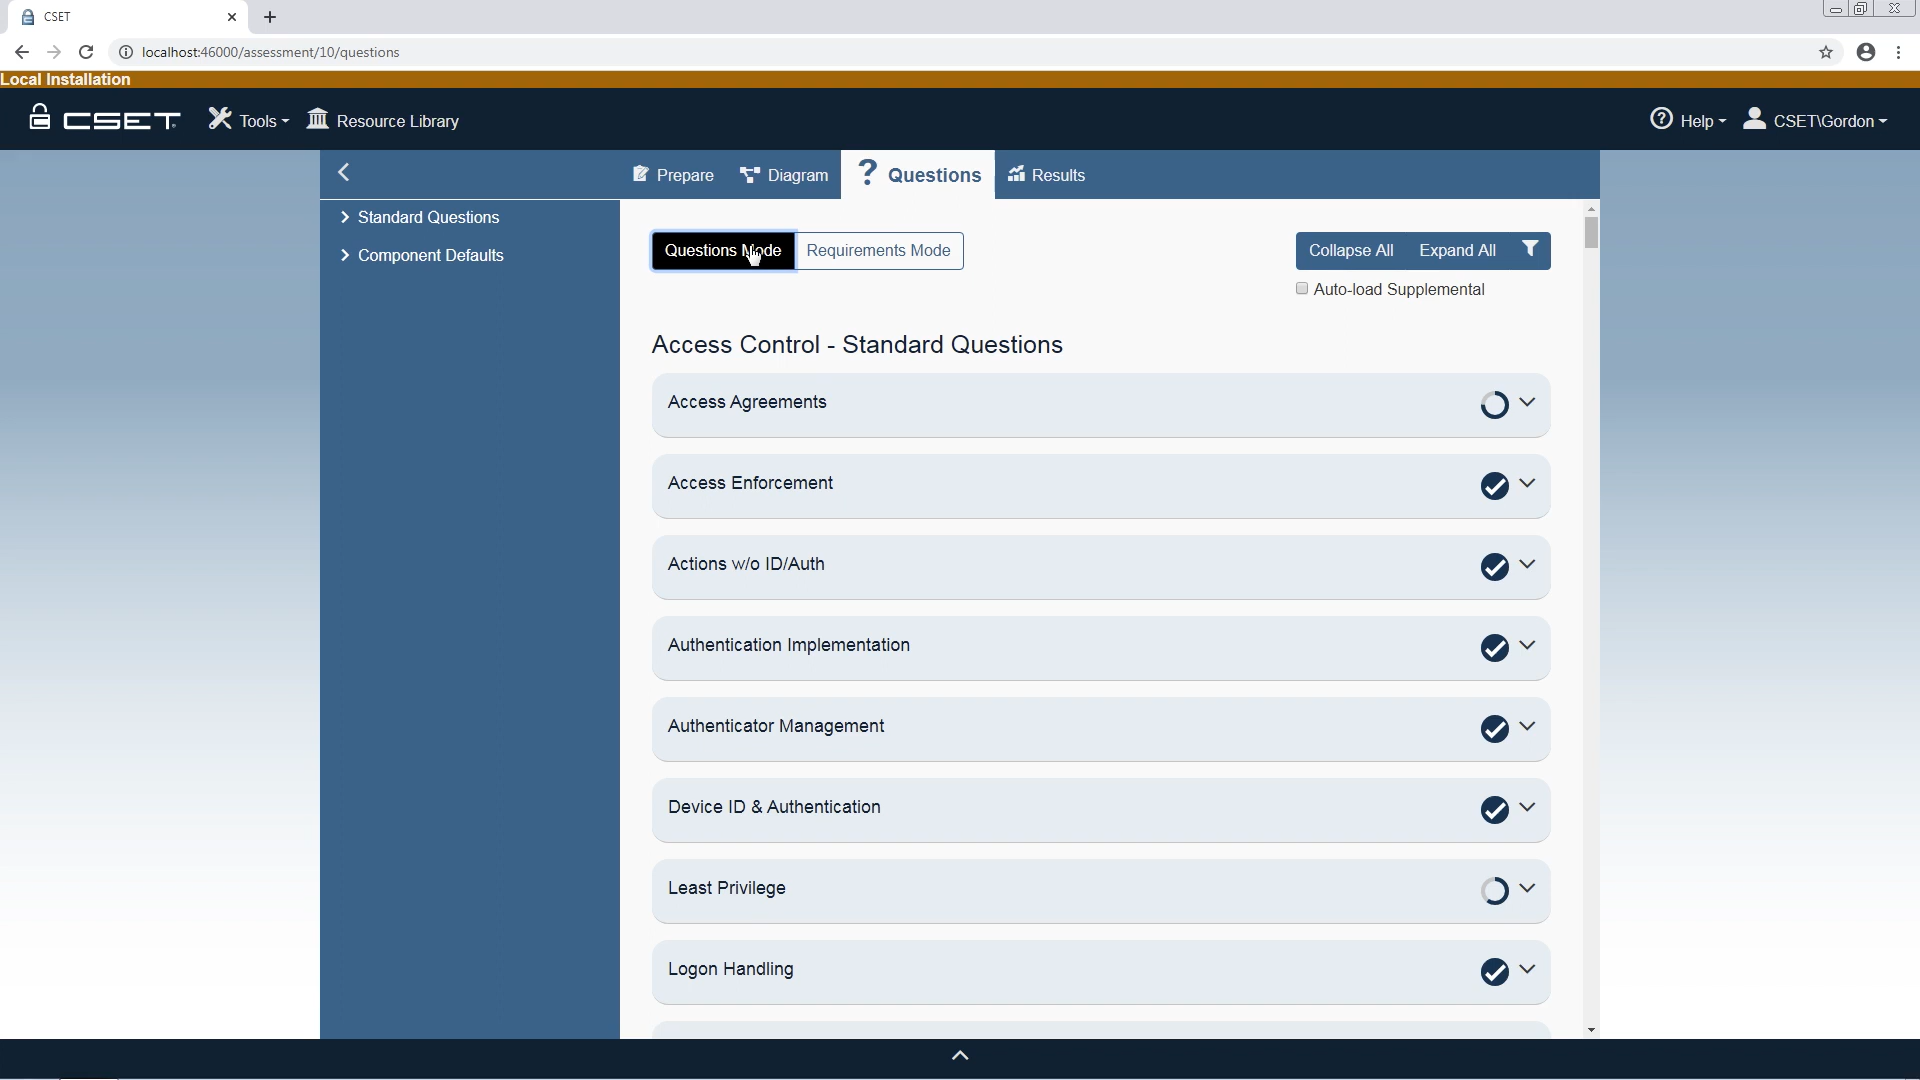 CSET
localhost:46000/assessment/10/questions
Local Installation
CSET Tools Resource Library Help CSET\Gordon
Prepare Diagram ? Questions Results
Standard Questions
Component Defaults
Questions Mode Requirements Mode Collapse All Expand All
Auto-load Supplemental
Access Control - Standard Questions
Access Agreements
Access Enforcement
Actions w/o ID/Auth
Authentication Implementation
Authenticator Management
Device ID & Authentication
Least Privilege
Logon Handling